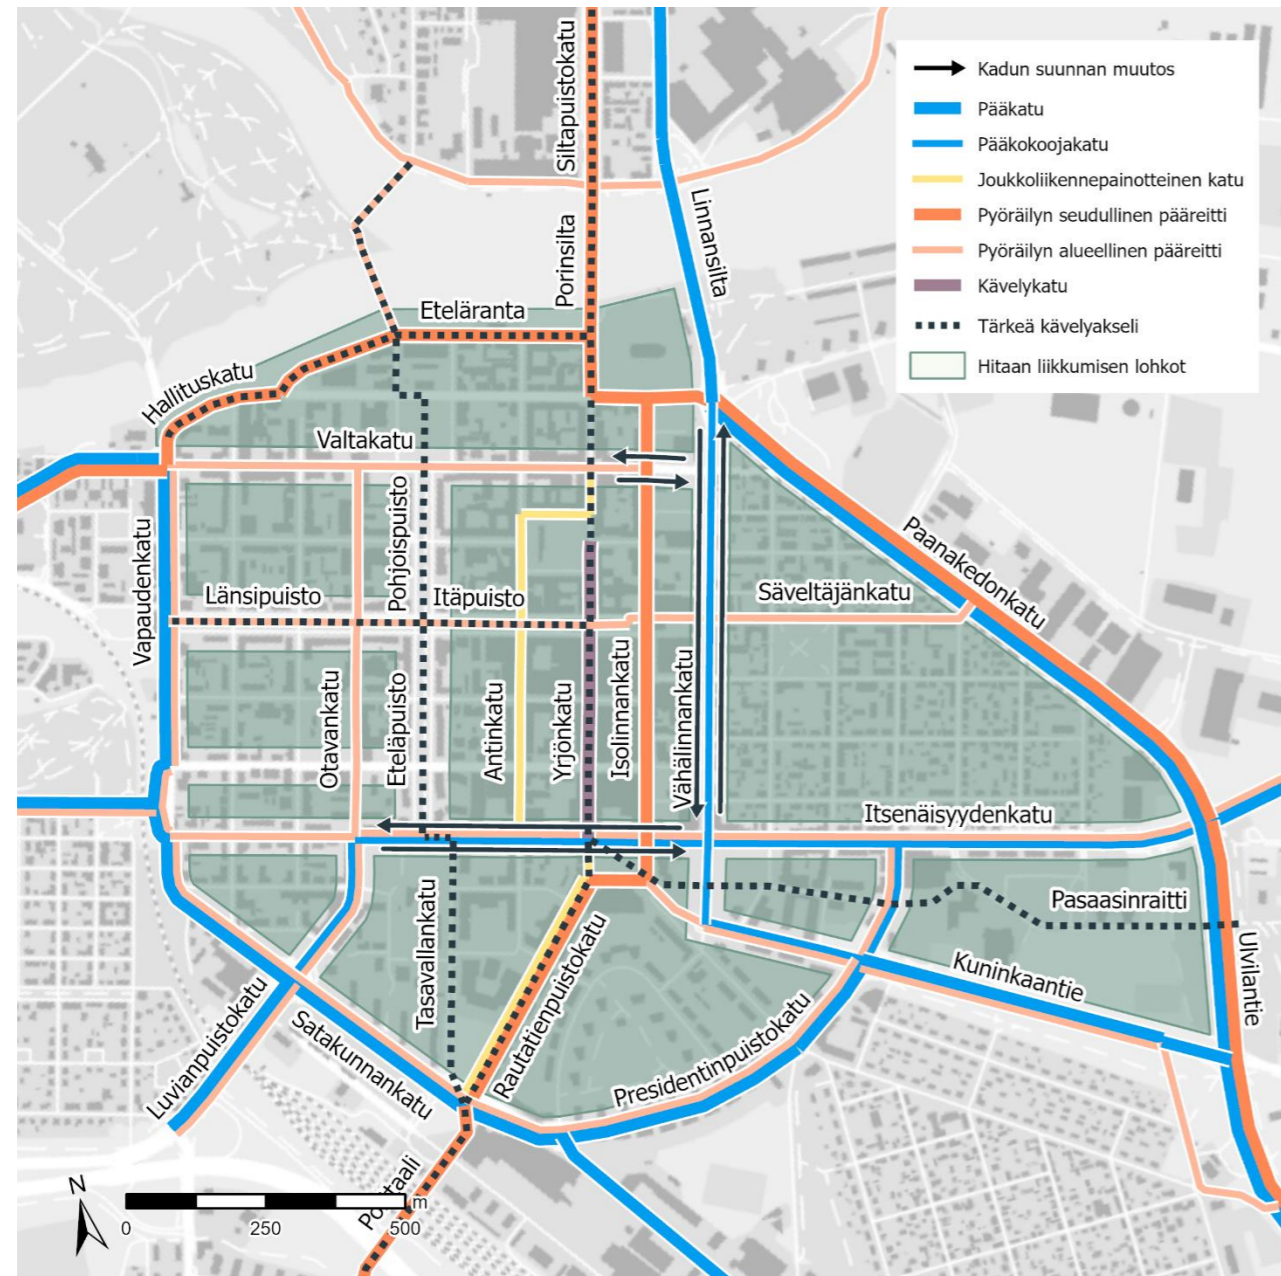 Kadun suunnan muutos
Pääkatu
Pääkokoojakatu
Joukkoliikennepainotteinen katu
Pyöräilyn seudullinen pääreitti
Pyöräilyn alueellinen pääreitti
Kävelykatu
Tärkeä kävelyakseli
Hitaan liikkumisen lohkot
Siltapuistokatu
Porinsilta
Linnansilta
Eteläranta
Hallituskatu
Valtakatu
Pohjoispuisto
Vapaudenkatu
Länsipuisto
Itäpuisto
Säveltäjänkatu
Paanakedonkatu
Otavankatu
Eteläpuisto
Antinkatu
Yrjönkatu
Isolinnankatu
Vähälinnankatu
Itsenäisyydenkatu
Pasaasinraitti
Kuninkaantie
Ulvilantie
Tasavallankatu
Rautatienpuistokatu
Presidentinpuistokatu
Luvianpuistokatu
Satakunnankatu
N
m
0
250
500